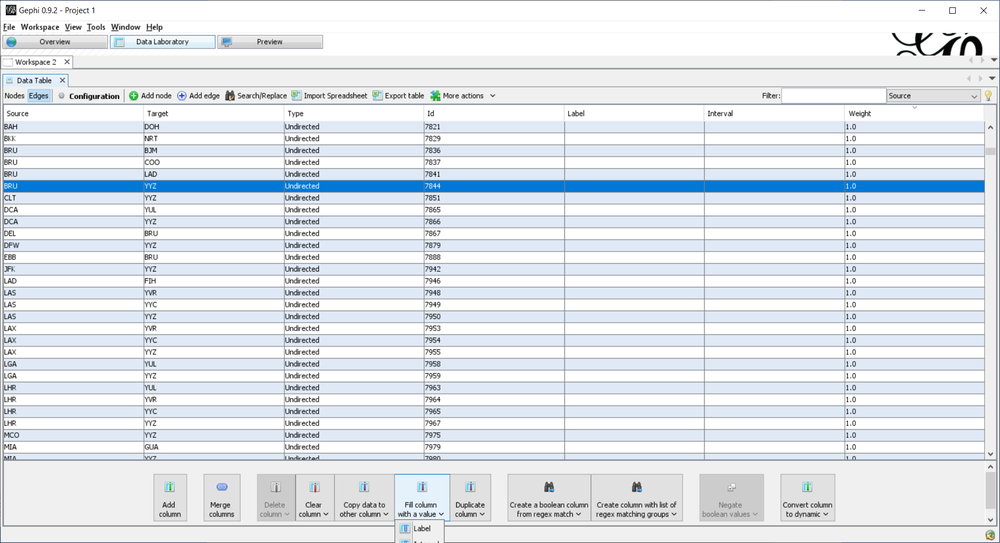 Gephi 0.9.2 - Project 1
File Workspace View Tools Window Help
Overview Data Laboratory Preview
Workspace 2
Data Table
Nodes Edges Configuration Add node Add edge Search/Replace Import Spreadsheet Export table More actions Filter: Source
Source Target Type Id Label Interval Weight
BAH DOH Undirected 7821 1.0
BKK NRT Undirected 7829 1.0
BRU BJM Undirected 7836 1.0
BRU COO Undirected 7837 1.0
BRU LAD Undirected 7841 1.0
BRU YYZ Undirected 7844 1.0
CLT YYZ Undirected 7851 1.0
DCA YUL Undirected 7865 1.0
DCA YYZ Undirected 7866 1.0
DEL BRU Undirected 7867 1.0
DFW YYZ Undirected 7879 1.0
EBB BRU Undirected 7888 1.0
JFK YYZ Undirected 7942 1.0
LAD FIH Undirected 7946 1.0
LAS YVR Undirected 7948 1.0
LAS YYC Undirected 7949 1.0
LAS YYZ Undirected 7950 1.0
LAX YVR Undirected 7953 1.0
LAX YYC Undirected 7954 1.0
LAX YYZ Undirected 7955 1.0
LGA YUL Undirected 7958 1.0
LGA YYZ Undirected 7959 1.0
LHR YUL Undirected 7963 1.0
LHR YVR Undirected 7964 1.0
LHR YYC Undirected 7965 1.0
LHR YYZ Undirected 7967 1.0
MCO YYZ Undirected 7975 1.0
MIA GUA Undirected 7979 1.0
MIA YYZ Undirected 7980 1.0
Add column
Merge columns
Delete column
Clear column
Copy data to other column
Fill column with a value
Duplicate column
Create a boolean column from regex match
Create column with list of regex matching groups
Negate boolean values
Convert column to dynamic
Label